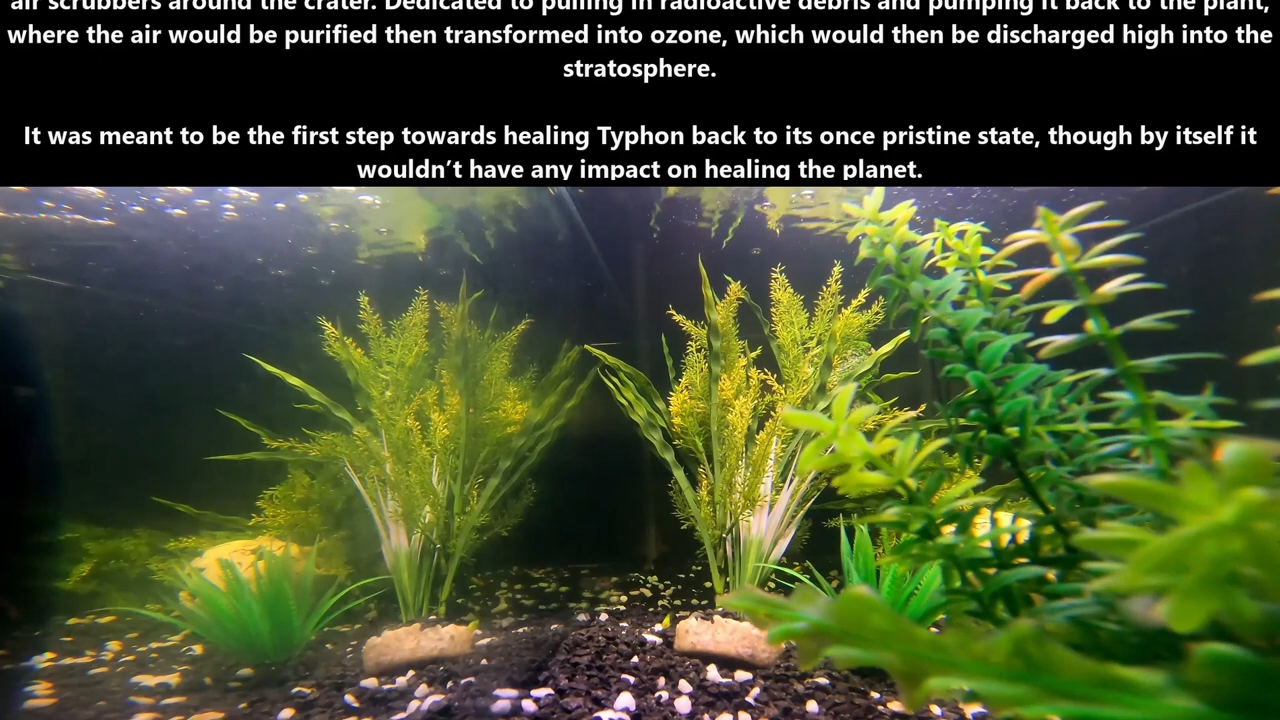 air scrubbers around the crater. Dedicated to pulling in radioactive debris and pumping it back to the plant,
where the air would be purified then transformed into ozone, which would then be discharged high into the
stratosphere.
It was meant to be the first step towards healing Typhon back to its once pristine state, though by itself it
wouldn’t have any impact on healing the planet.